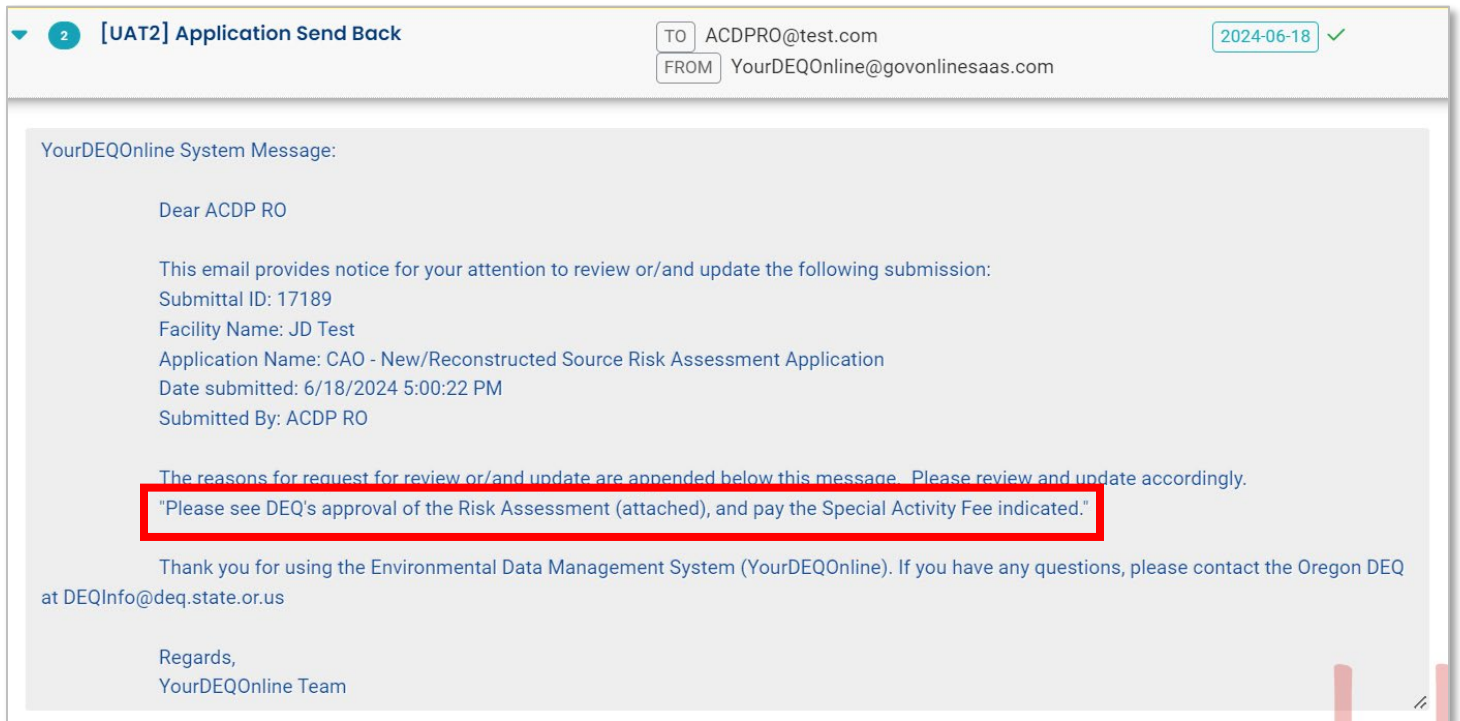 2 [UAT2] Application Send Back
TO ACDPRO@test.com
2024-06-18
FROM YourDEQOnline@govonlinesaas.com
YourDEQOnline System Message:
Dear ACDP RO
This email provides notice for your attention to review or/and update the following submission:
Submittal ID: 17189
Facility Name: JD Test
Application Name: CAO - New/Reconstructed Source Risk Assessment Application
Date submitted: 6/18/2024 5:00:22 PM
Submitted By: ACDP RO
The reasons for request for review or/and update are appended below this message.  Please review and update accordingly.
"Please see DEQ's approval of the Risk Assessment (attached), and pay the Special Activity Fee indicated."
Thank you for using the Environmental Data Management System (YourDEQOnline). If you have any questions, please contact the Oregon DEQ
at DEQInfo@deq.state.or.us
Regards,
YourDEQOnline Team